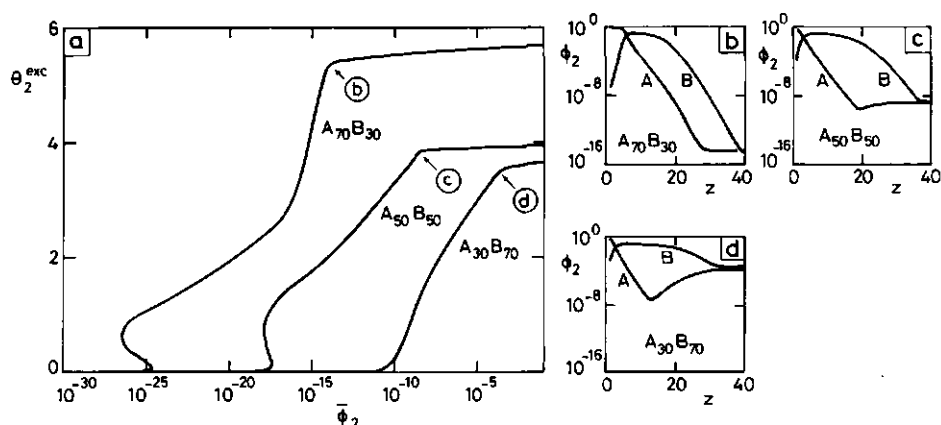 a
6
4
2
0
θ₂ᵉˣᶜ
b
A₇₀B₃₀
c
A₅₀B₅₀
d
A₃₀B₇₀
10⁻³⁰ 10⁻²⁵ 10⁻²⁰ 10⁻¹⁵ 10⁻¹⁰ 10⁻⁵
ϕ̄₂
b
10⁰
ϕ₂
10⁻⁸
10⁻¹⁶
A B
A₇₀B₃₀
0 20 40
z
c
10⁰
ϕ₂
10⁻⁸
10⁻¹⁶
A B
A₅₀B₅₀
0 20 40
z
d
10⁰
ϕ₂
10⁻⁸
10⁻¹⁶
A B
A₃₀B₇₀
0 20 40
z